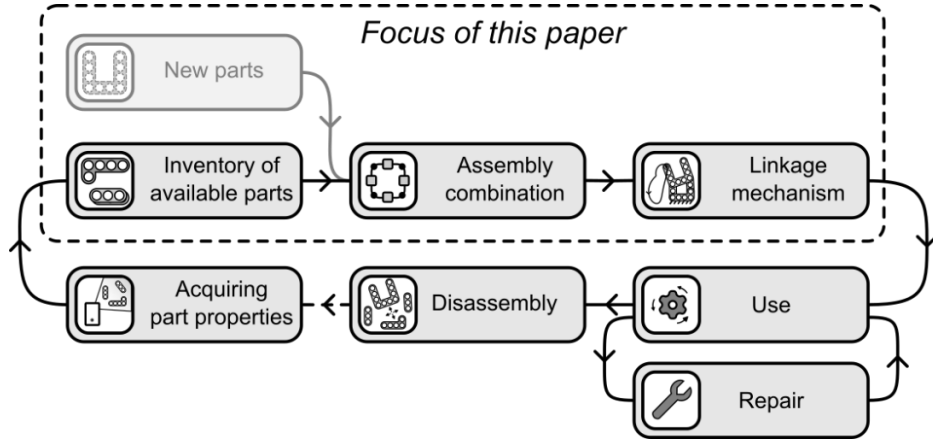 Focus of this paper
New parts
Inventory of
available parts
Assembly
combination
Linkage
mechanism
Acquiring
part properties
Disassembly
Use
Repair